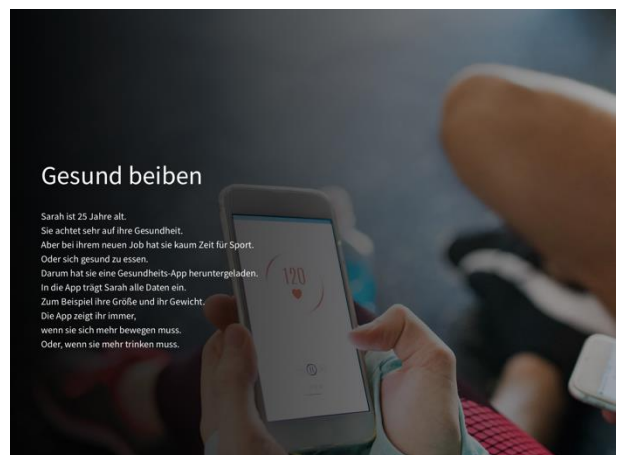 Gesund beiben
Sarah ist 25 Jahre alt.
Sie achtet sehr auf ihre Gesundheit.
Aber bei ihrem neuen Job hat sie kaum Zeit für Sport.
Oder sich gesund zu essen.
Darum hat sie eine Gesundheits-App heruntergeladen.
In die App trägt Sarah alle Daten ein.
Zum Beispiel ihre Größe und ihr Gewicht.
Die App zeigt ihr immer,
wenn sie sich mehr bewegen muss.
Oder, wenn sie mehr trinken muss.
120